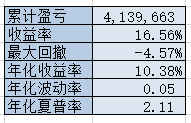 累计盈亏 4,139,663
收益率 16.56%
最大回撤 -4.57%
年化收益率 10.38%
年化波动率 0.05
年化夏普率 2.11